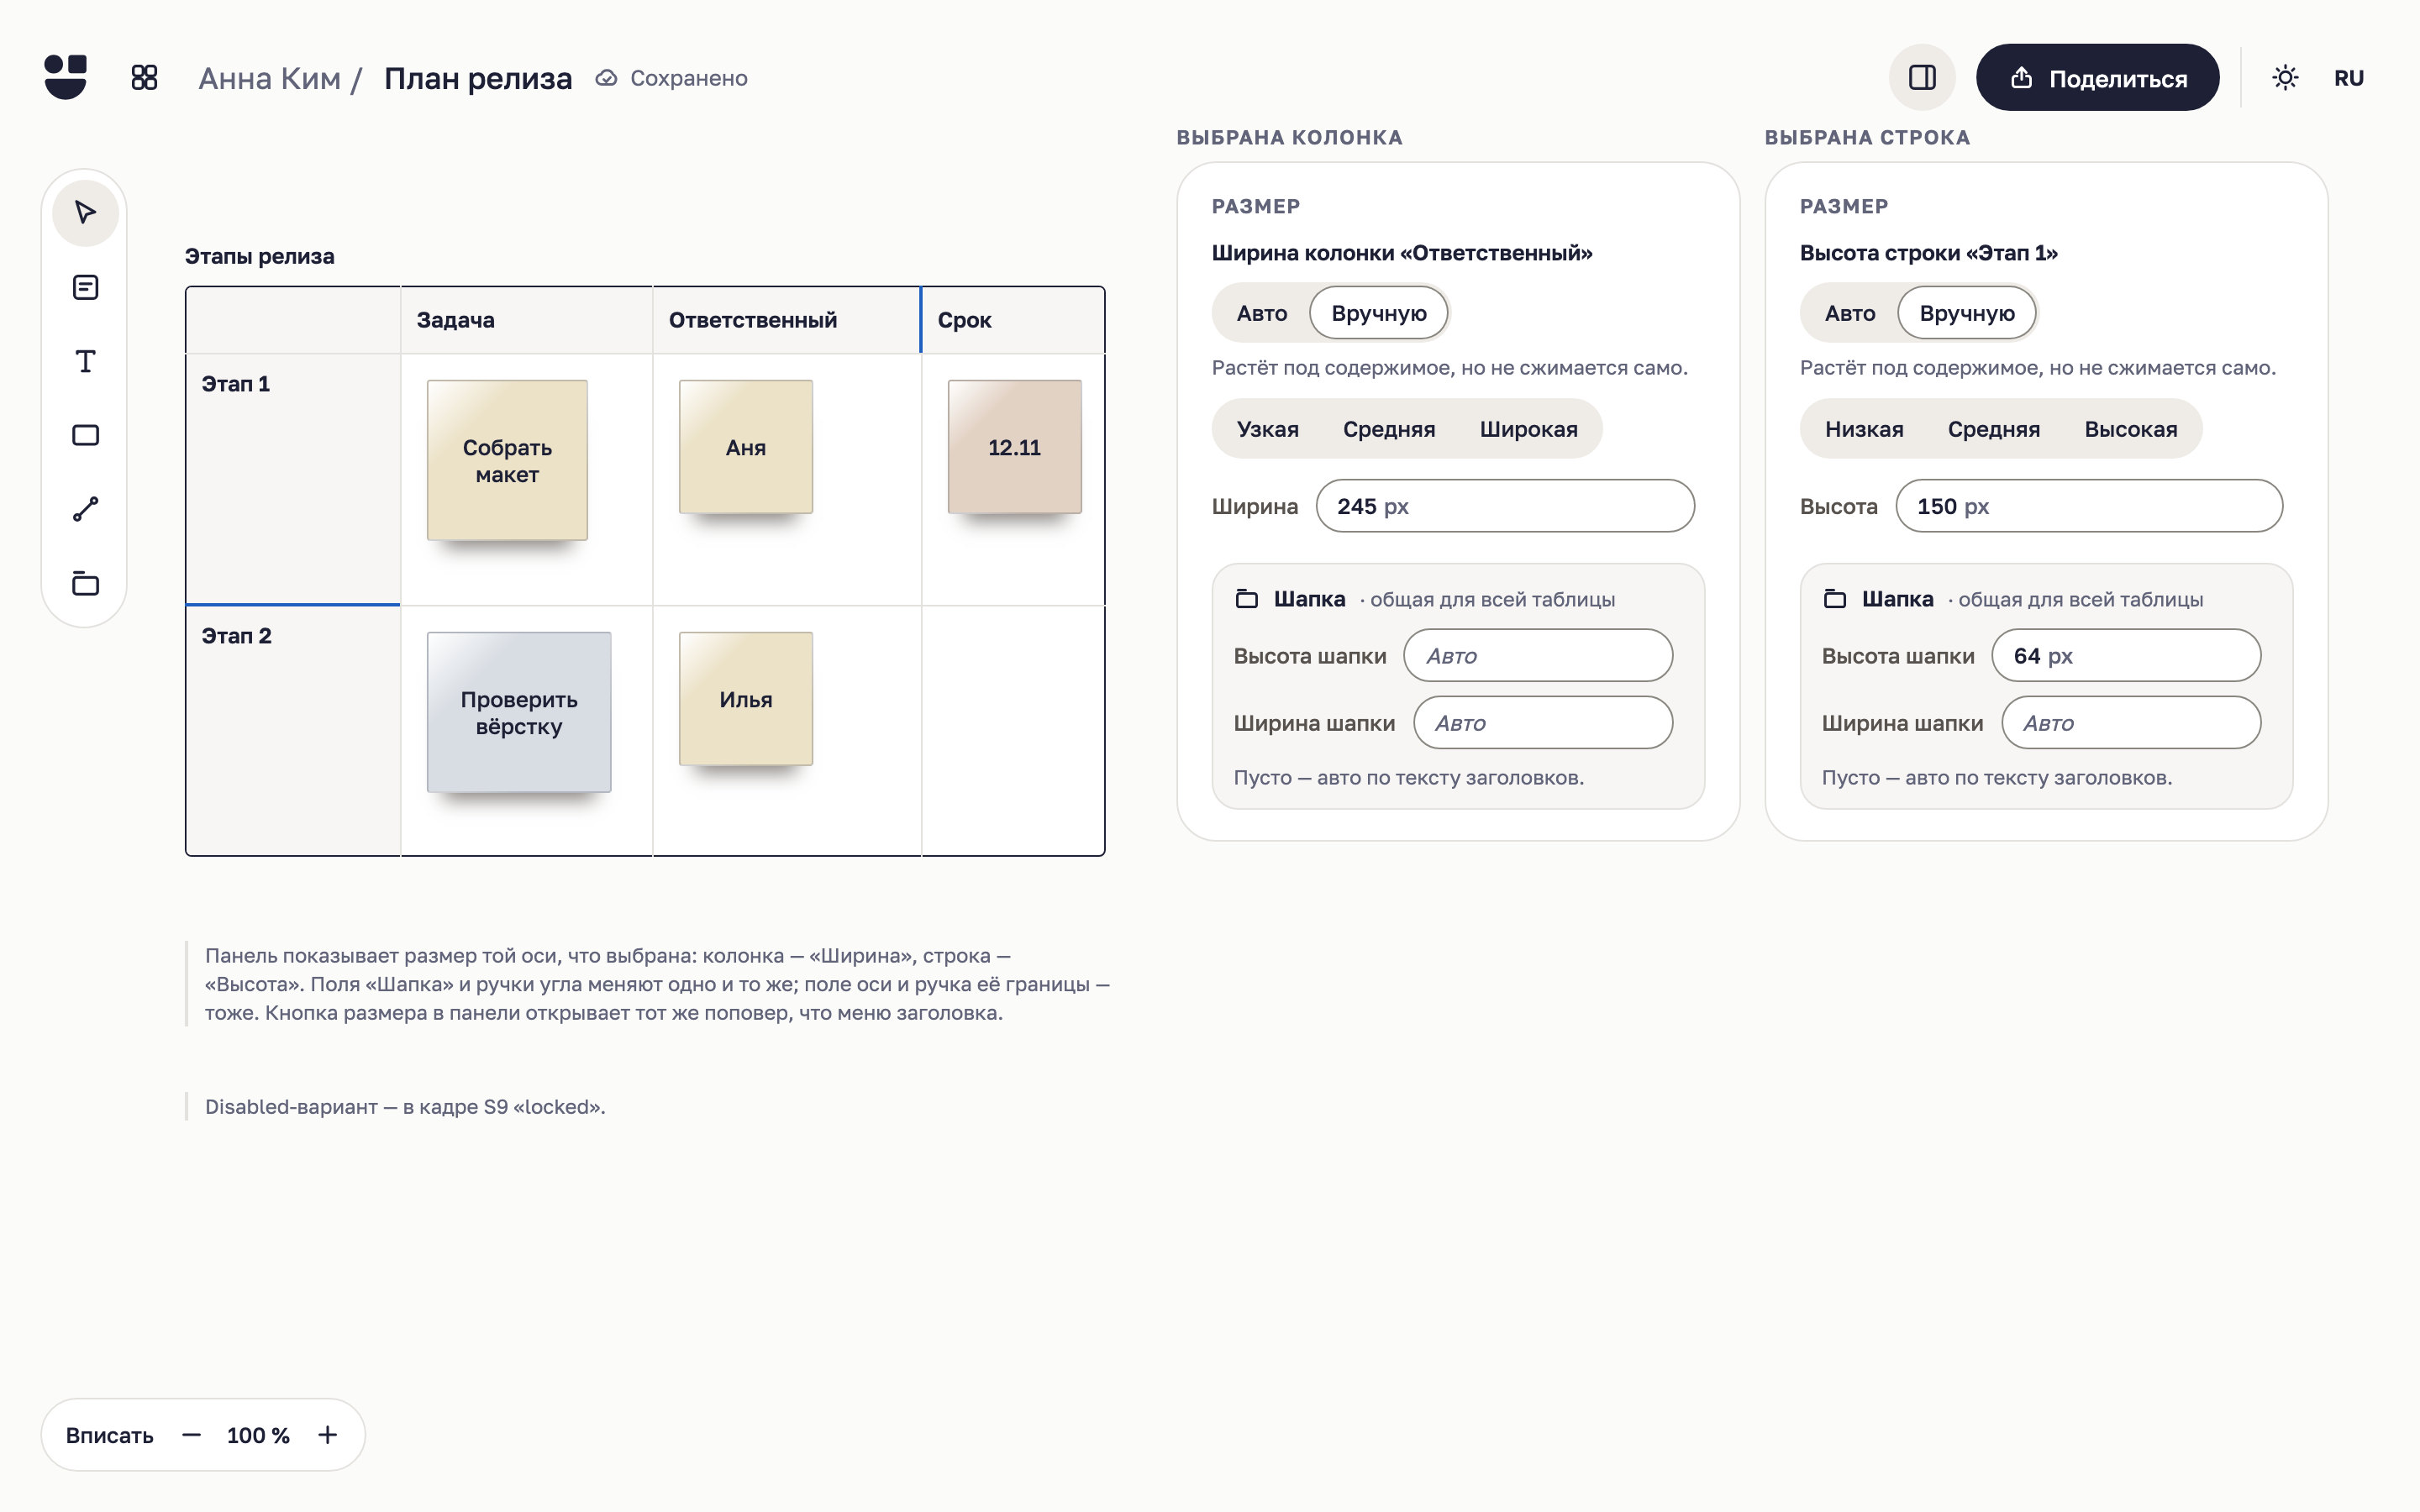 Анна Ким / План релиза Сохранено
Поделиться RU
Этапы релиза
Задача Ответственный Срок
Этап 1
Собрать
макет
Аня
12.11
Этап 2
Проверить
вёрстку
Илья
Панель показывает размер той оси, что выбрана: колонка — «Ширина», строка —
«Высота». Поля «Шапка» и ручки угла меняют одно и то же; поле оси и ручка её границы —
тоже. Кнопка размера в панели открывает тот же поповер, что меню заголовка.
Disabled-вариант — в кадре S9 «locked».
ВЫБРАНА КОЛОНКА
РАЗМЕР
Ширина колонки «Ответственный»
Авто Вручную
Растёт под содержимое, но не сжимается само.
Узкая Средняя Широкая
Ширина 245 px
Шапка · общая для всей таблицы
Высота шапки Авто
Ширина шапки Авто
Пусто — авто по тексту заголовков.
ВЫБРАНА СТРОКА
РАЗМЕР
Высота строки «Этап 1»
Авто Вручную
Растёт под содержимое, но не сжимается само.
Низкая Средняя Высокая
Высота 150 px
Шапка · общая для всей таблицы
Высота шапки 64 px
Ширина шапки Авто
Пусто — авто по тексту заголовков.
Вписать — 100 % +